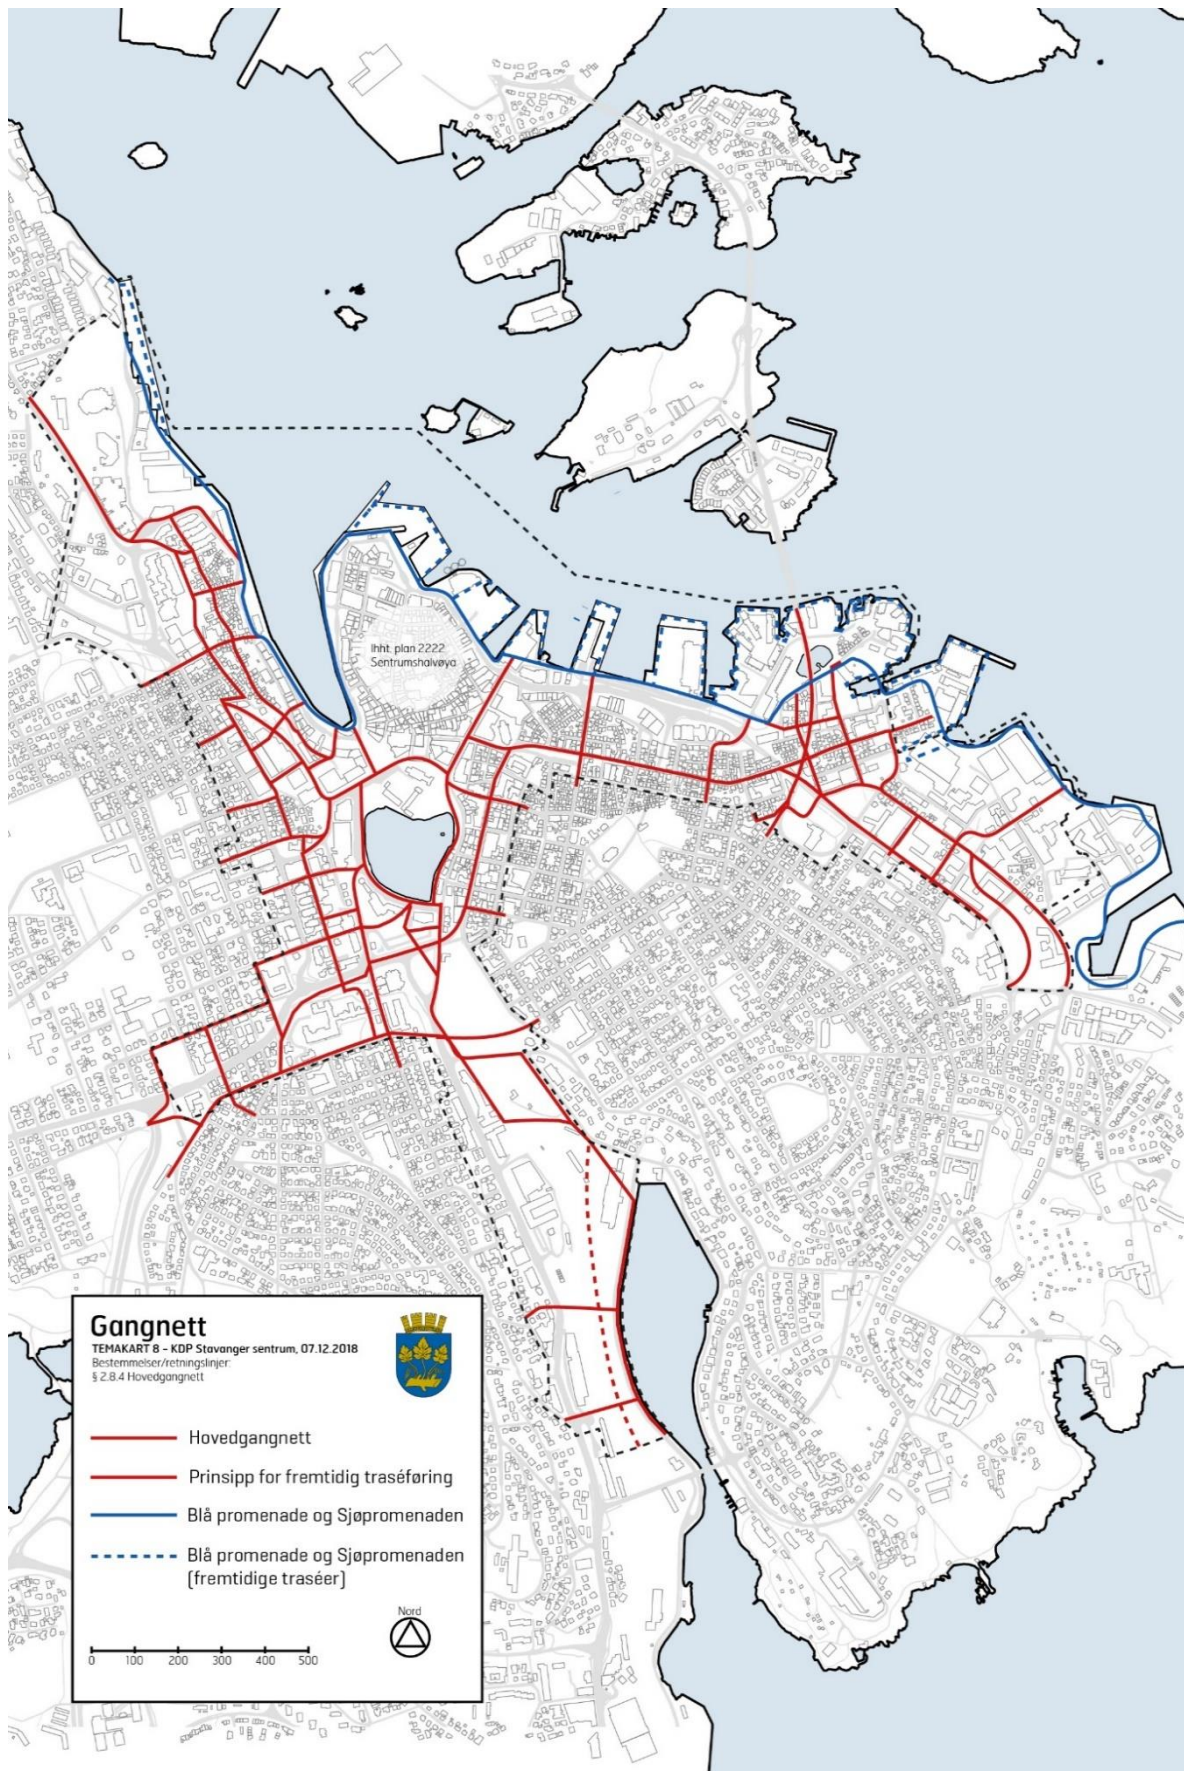 Ihht. plan 2222
Sentrumshalvøya
Gangnett
TEMAKART 8 - KDP Stavanger sentrum, 07.12.2018
Bestemmelser/retningslinjer:
§ 2.8.4 Hovedgangnett
Hovedgangnett
Prinsipp for fremtidig traséføring
Blå promenade og Sjøpromenaden
Blå promenade og Sjøpromenaden
(fremtidige traséer)
Nord
0 100 200 300 400 500